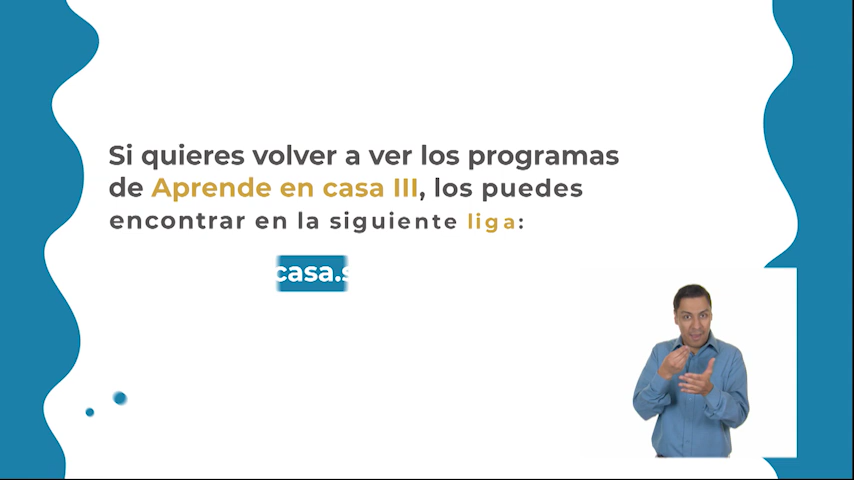 Si quieres volver a ver los programas
de Aprende en casa III, los puedes
encontrar en la siguiente liga:
casa.s